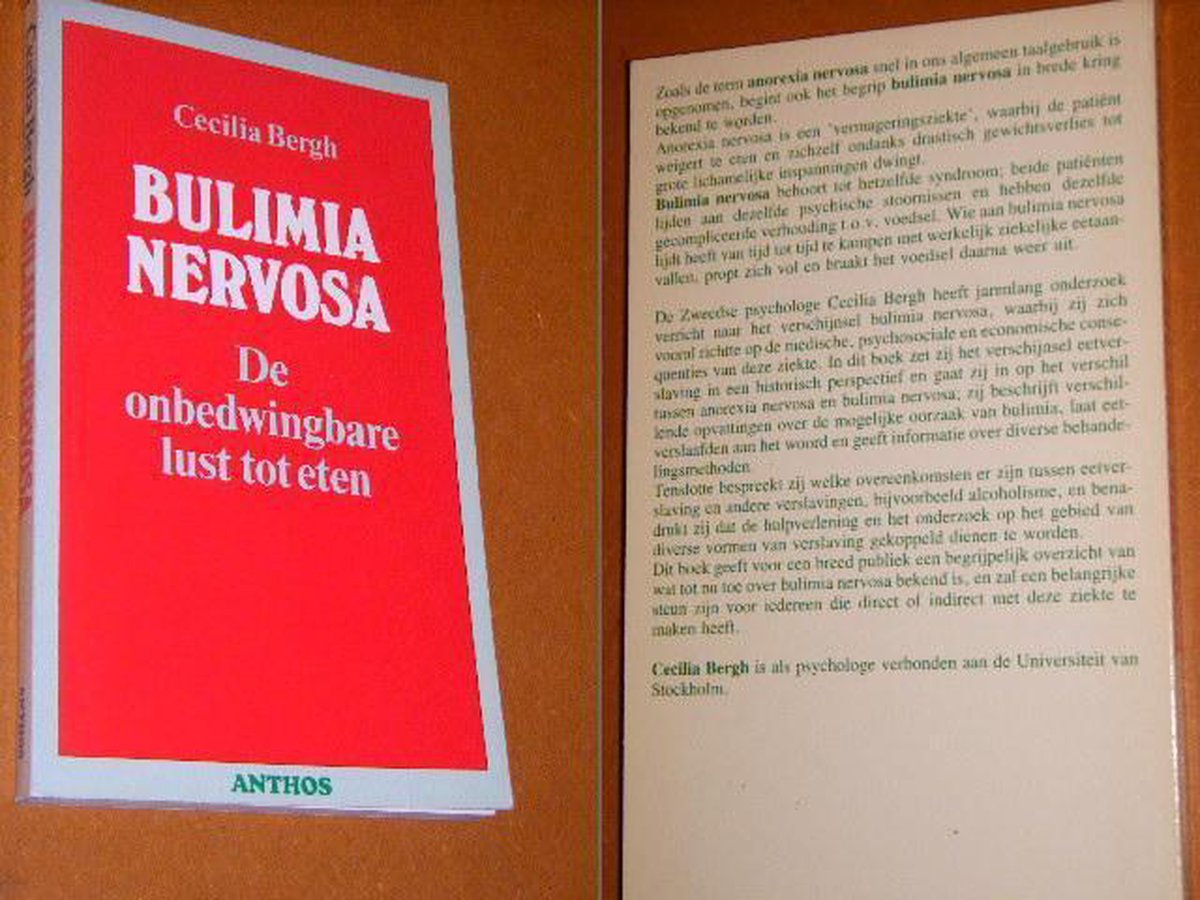 Cecilia Bergh
BULIMIA
NERVOSA
De
onbedwingbare
lust tot eten
ANTHOS
Cecilia Bergh BULIMIA NERVOSA
ANTHOS
Zoals de term anorexia nervosa snel in ons algemeen taalgebruik is
opgenomen, begint ook het begrip bulimia nervosa in brede kring
bekend te worden.
Anorexia nervosa is een 'vermageringsziekte', waarbij de patiënt
weigert te eten en zichzelf ondanks drastisch gewichtsverlies tot
grote lichamelijke inspanningen dwingt.
Bulimia nervosa behoort tot hetzelfde syndroom; beide patiënten
lijden aan dezelfde psychische stoornissen en hebben dezelfde
gecompliceerde verhouding t.o.v. voedsel. Wie aan bulimia nervosa
lijdt heeft van tijd tot tijd te kampen met werkelijk ziekelijke eetaan-
vallen, propt zich vol en braakt het voedsel daarna weer uit.
De Zweedse psychologe Cecilia Bergh heeft jarenlang onderzoek
verricht naar het verschijnsel bulimia nervosa, waarbij zij zich
vooral richtte op de medische, psychosociale en economische conse-
quenties van deze ziekte. In dit boek zet zij het verschijnsel eetver-
slaving in een historisch perspectief en gaat zij in op het verschil
tussen anorexia nervosa en bulimia nervosa; zij beschrijft verschil-
lende opvattingen over de mogelijke oorzaak van bulimia, laat eet-
verslaafden aan het woord en geeft informatie over diverse behande-
lingsmethoden
Tenslotte bespreekt zij welke overeenkomsten er zijn tussen eetver-
slaving en andere verslavingen, bijvoorbeeld alcoholisme, en bena-
drukt zij dat de hulpverlening en het onderzoek op het gebied van
diverse vormen van verslaving gekoppeld dienen te worden.
Dit boek geeft voor een breed publiek een begrijpelijk overzicht van
wat tot nu toe over bulimia nervosa bekend is, en zal een belangrijke
steun zijn voor iedereen die direct of indirect met deze ziekte te
maken heeft.
Cecilia Bergh is als psychologe verbonden aan de Universiteit van
Stockholm.